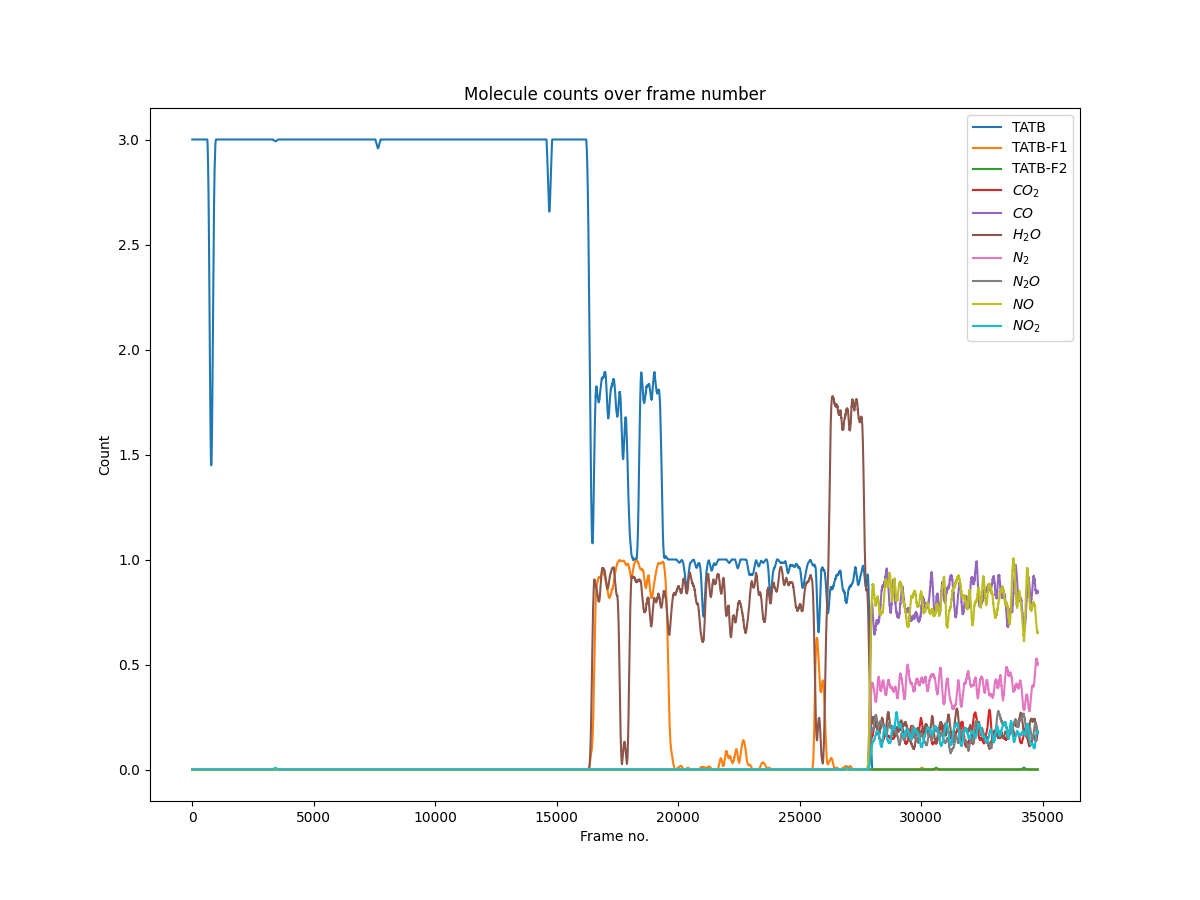 Molecule counts over frame number
3.0
2.5
2.0
1.5
1.0
0.5
0.0
Count
0
5000
10000
15000
20000
25000
30000
35000
Frame no.
TATB
TATB-F1
TATB-F2
CO₂
CO
H₂O
N₂
N₂O
NO
NO₂